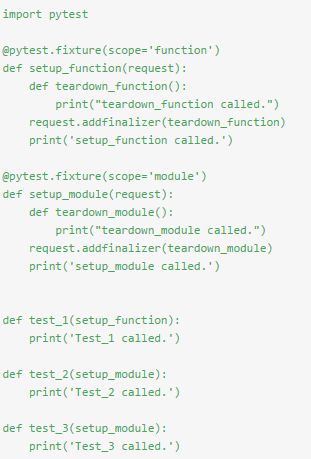 import pytest

@pytest.fixture(scope='function')
def setup_function(request):
    def teardown_function():
        print("teardown_function called.")
    request.addfinalizer(teardown_function)
    print('setup_function called.')

@pytest.fixture(scope='module')
def setup_module(request):
    def teardown_module():
        print("teardown_module called.")
    request.addfinalizer(teardown_module)
    print('setup_module called.')


def test_1(setup_function):
    print('Test_1 called.')

def test_2(setup_module):
    print('Test_2 called.')

def test_3(setup_module):
    print('Test_3 called.')